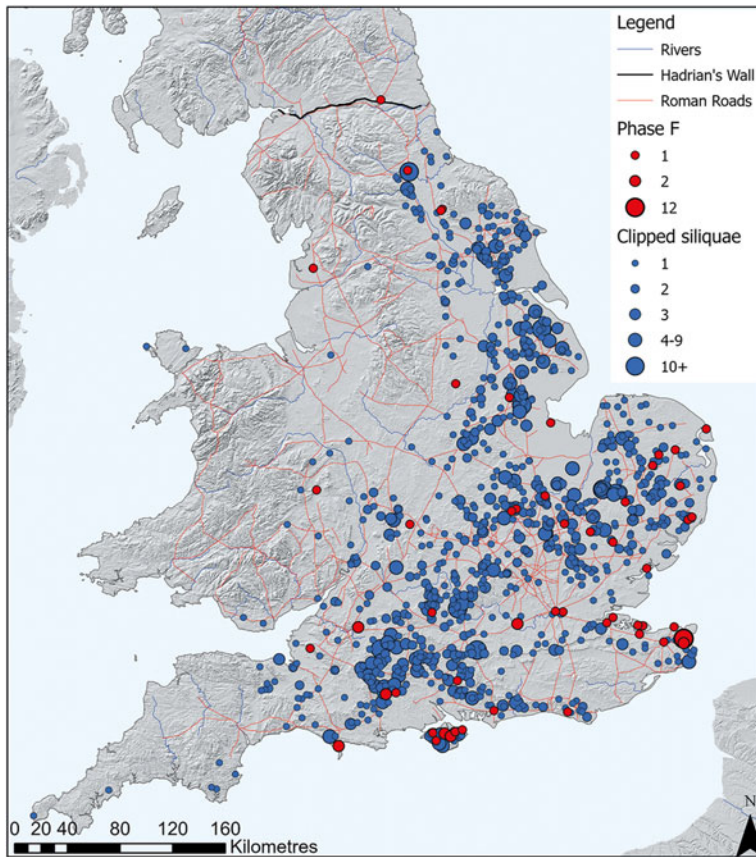 Legend
Rivers
Hadrian's Wall
Roman Roads
Phase F
1
2
12
Clipped siliquae
1
2
3
4-9
10+
N
0 20 40 80 120 160
Kilometres